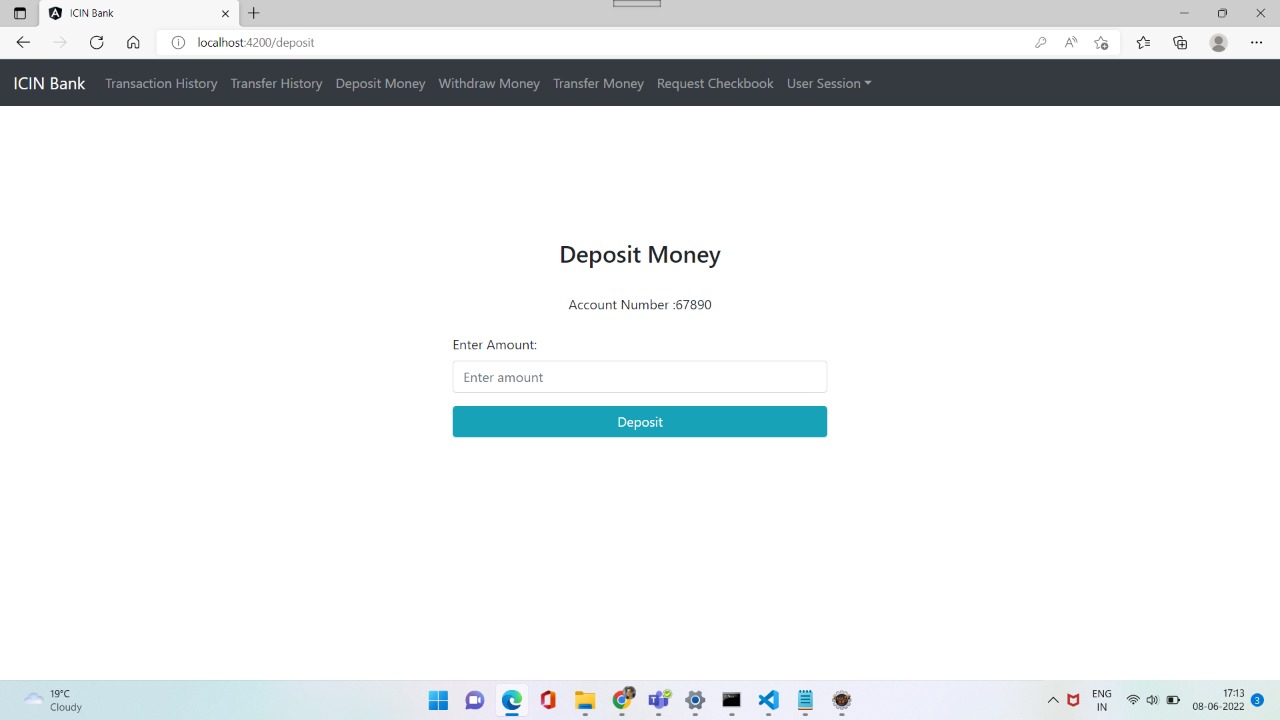 ICIN Bank
localhost:4200/deposit
ICIN Bank Transaction History Transfer History Deposit Money Withdraw Money Transfer Money Request Checkbook User Session
Deposit Money
Account Number :67890
Enter Amount:
Enter amount
Deposit
19°C
Cloudy
ENG
IN
17:13
08-06-2022
3